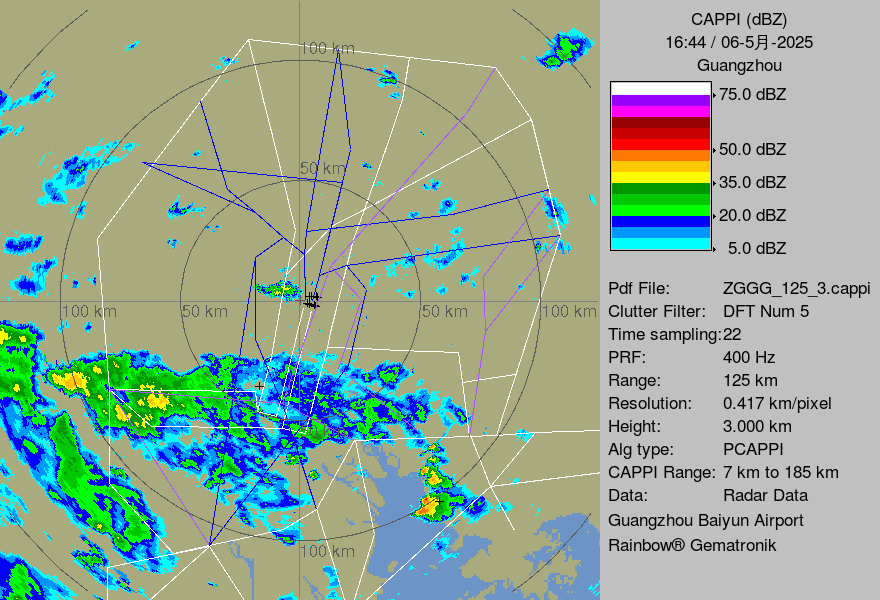 100 km
50 km
100 km
50 km
50 km
100 km
100 km
CAPPI (dBZ)
16:44 / 06-5月-2025
Guangzhou
75.0 dBZ
50.0 dBZ
35.0 dBZ
20.0 dBZ
5.0 dBZ
Pdf File: ZGGG_125_3.cappi
Clutter Filter: DFT Num 5
Time sampling:22
PRF: 400 Hz
Range: 125 km
Resolution: 0.417 km/pixel
Height: 3.000 km
Alg type: PCAPPI
CAPPI Range: 7 km to 185 km
Data: Radar Data
Guangzhou Baiyun Airport
Rainbow® Gematronik